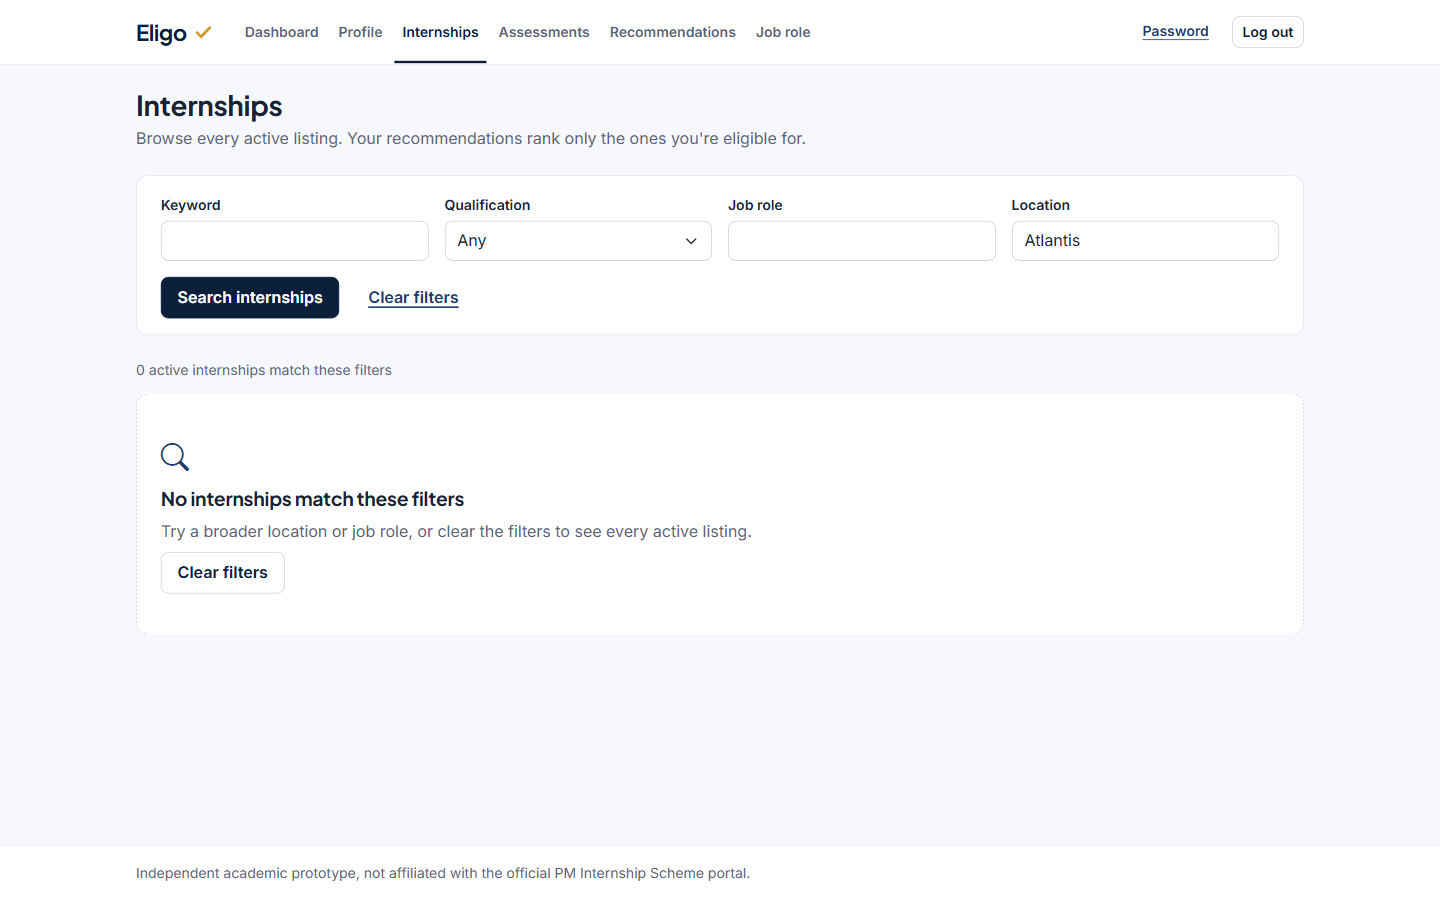 Eligo
Dashboard Profile Internships Assessments Recommendations Job role Password Log out
Internships
Browse every active listing. Your recommendations rank only the ones you're eligible for.
Keyword Qualification Job role Location
Any Atlantis
Search internships Clear filters
0 active internships match these filters
No internships match these filters
Try a broader location or job role, or clear the filters to see every active listing.
Clear filters
Independent academic prototype, not affiliated with the official PM Internship Scheme portal.